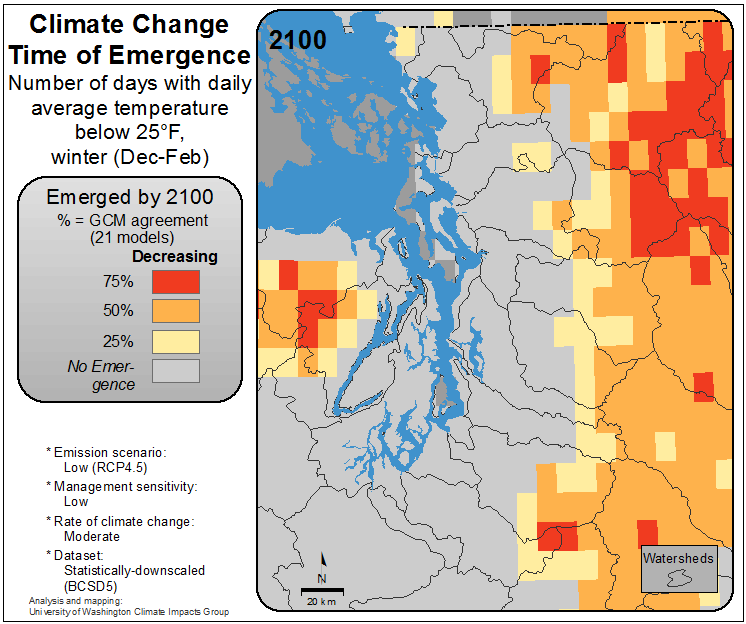 Climate Change
Time of Emergence
Number of days with daily
average temperature
below 25°F,
winter (Dec-Feb)
Emerged by 2100
% = GCM agreement
(21 models)
Decreasing
75%
50%
25%
No Emer-
gence
* Emission scenario:
Low (RCP4.5)
* Management sensitivity:
Low
* Rate of climate change:
Moderate
* Dataset:
Statistically-downscaled
(BCSD5)
Analysis and mapping:
University of Washington Climate Impacts Group
2100
N
20 km
Watersheds